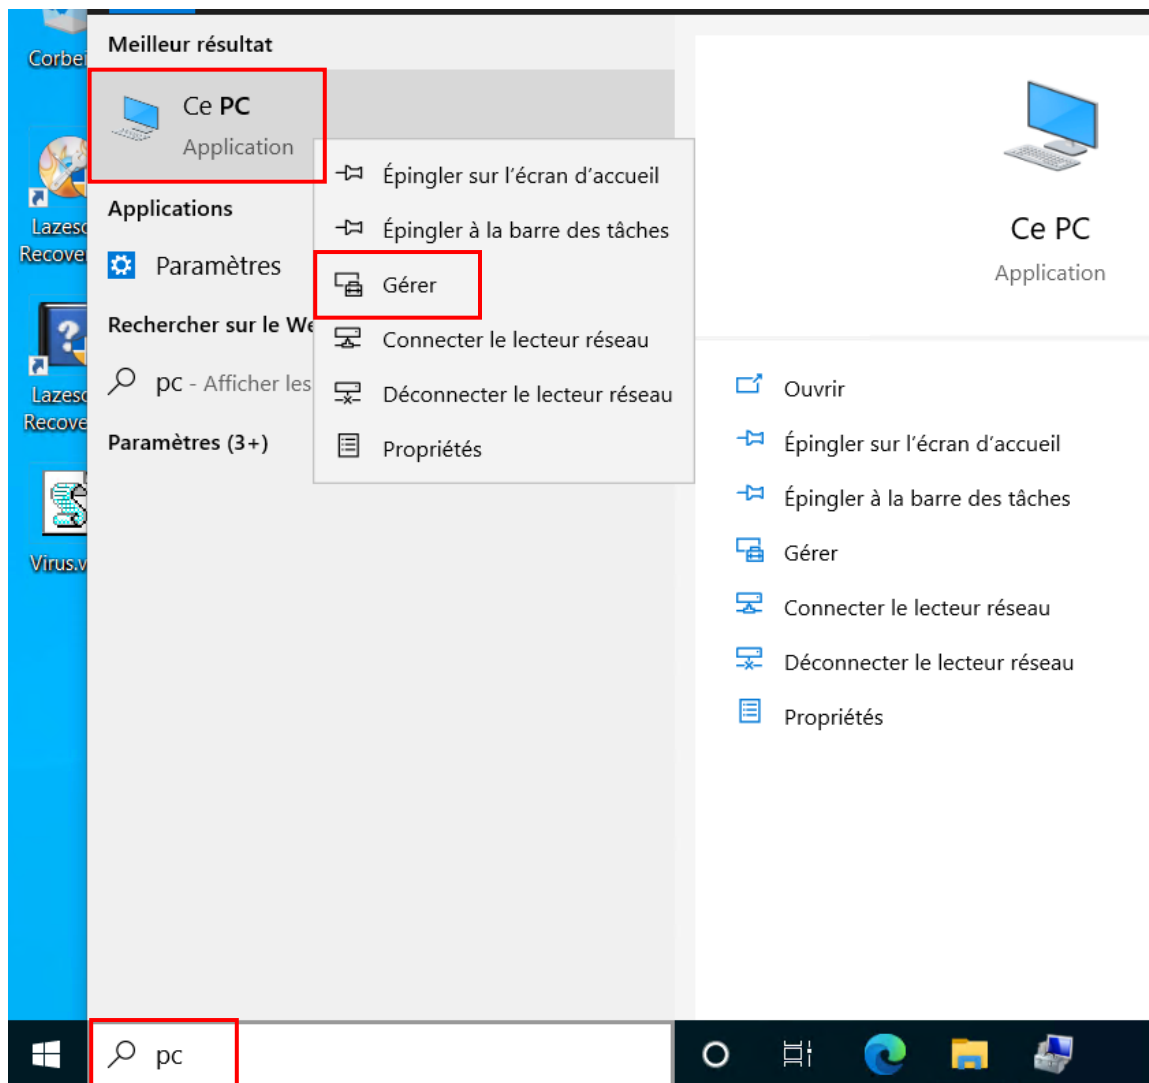 Meilleur résultat
Ce PC
Application
Applications
Paramètres
Rechercher sur le We
pc - Afficher les
Paramètres (3+)
Épingler sur l'écran d'accueil
Épingler à la barre des tâches
Gérer
Connecter le lecteur réseau
Déconnecter le lecteur réseau
Propriétés
Ce PC
Application
Ouvrir
Épingler sur l'écran d'accueil
Épingler à la barre des tâches
Gérer
Connecter le lecteur réseau
Déconnecter le lecteur réseau
Propriétés
Corbei
Lazeso
Recove
Lazeso
Recove
Virus.v
pc